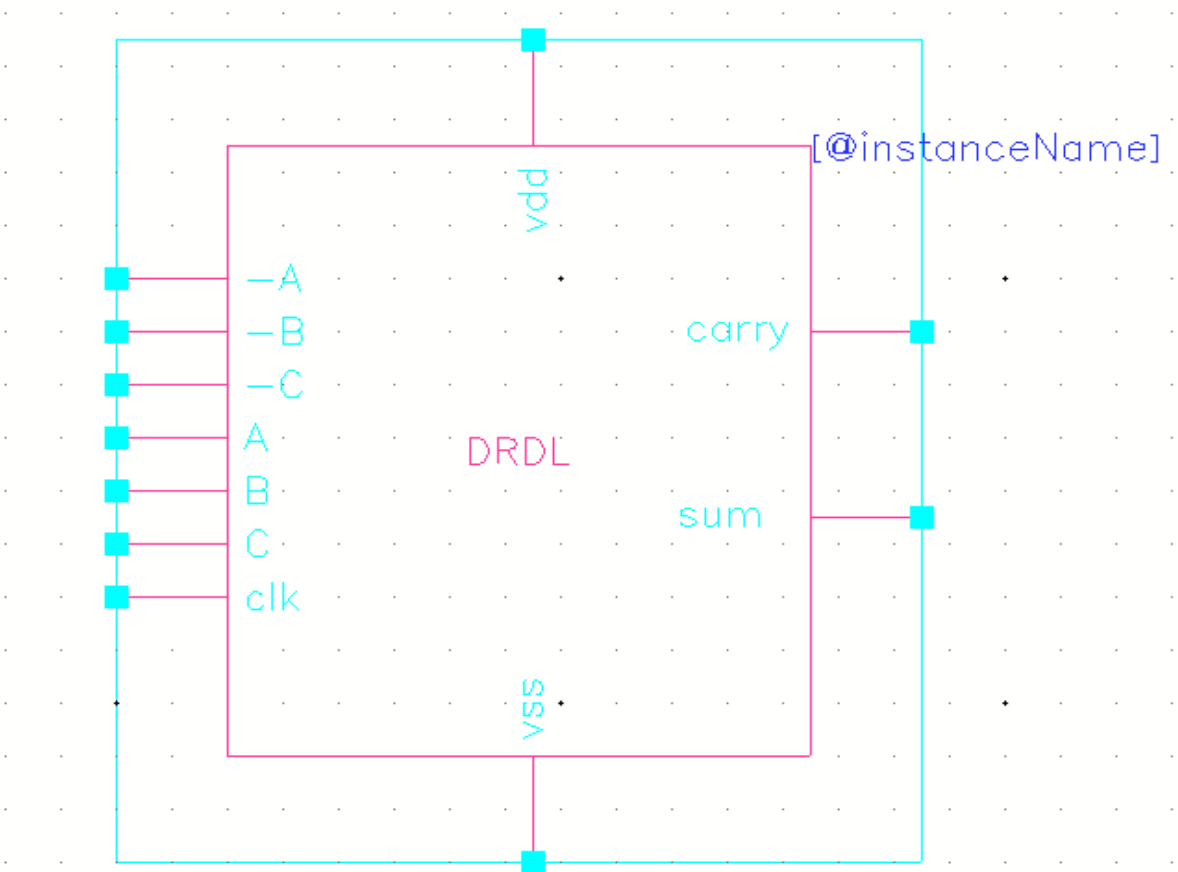 [@instanceName]
vdd
-A
-B
carry
-C
A
DRDL
B
sum
C
clk
vss